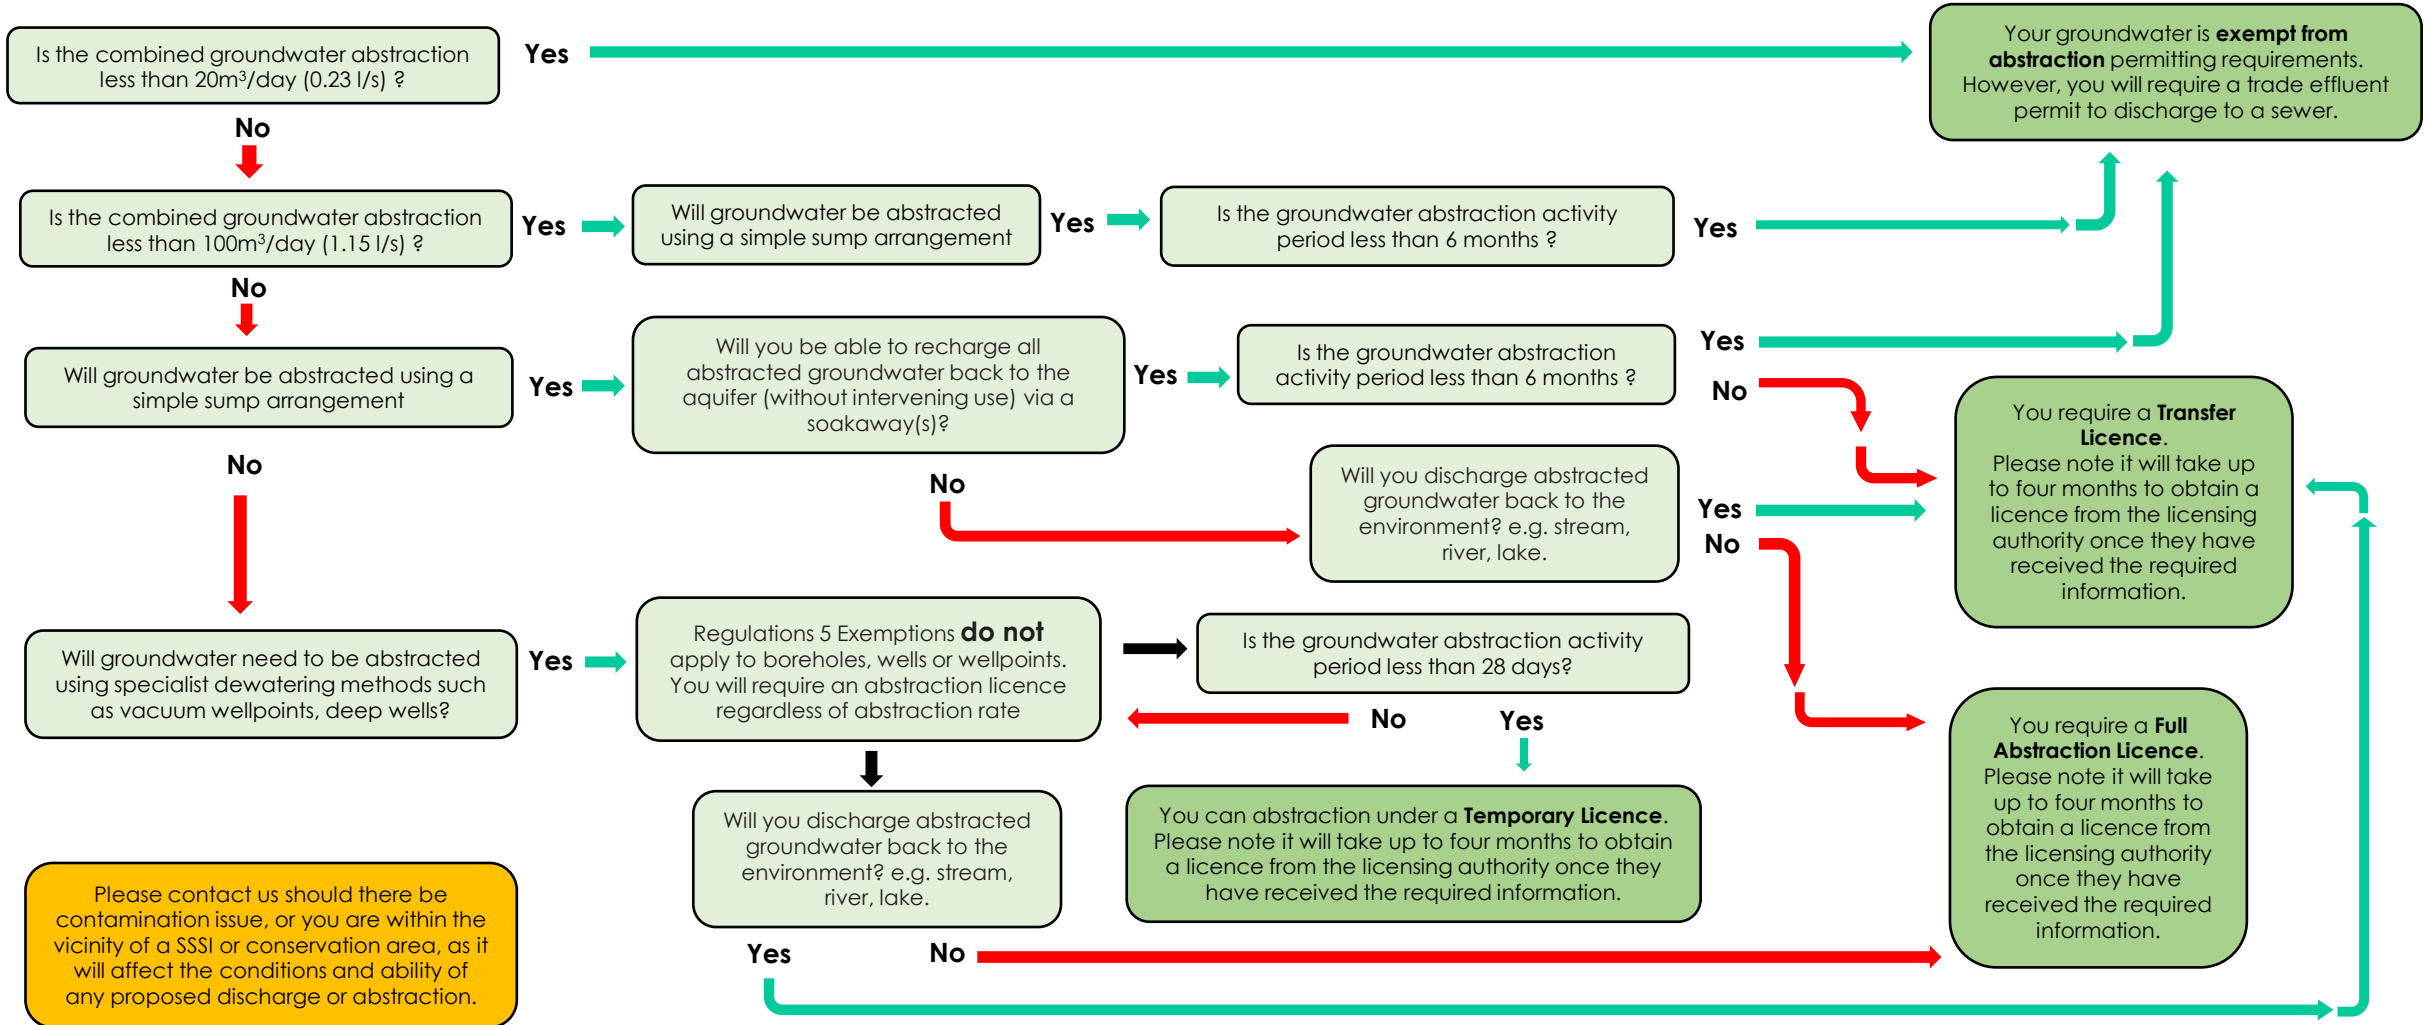 Is the combined groundwater abstraction
less than 20m³/day (0.23 l/s) ?
Yes
Your groundwater is exempt from
abstraction permitting requirements.
However, you will require a trade effluent
permit to discharge to a sewer.
No
Is the combined groundwater abstraction
less than 100m³/day (1.15 l/s) ?
Yes
Will groundwater be abstracted
using a simple sump arrangement
Yes
Is the groundwater abstraction activity
period less than 6 months ?
Yes
No
Will groundwater be abstracted using a
simple sump arrangement
Yes
Will you be able to recharge all
abstracted groundwater back to the
aquifer (without intervening use) via a
soakaway(s)?
Yes
Is the groundwater abstraction
activity period less than 6 months ?
Yes
No
You require a Transfer
Licence.
Please note it will take up
to four months to obtain a
licence from the licensing
authority once they have
received the required
information.
No
No
Will you discharge abstracted
groundwater back to the
environment? e.g. stream,
river, lake.
Yes
No
Will groundwater need to be abstracted
using specialist dewatering methods such
as vacuum wellpoints, deep wells?
Yes
Regulations 5 Exemptions do not
apply to boreholes, wells or wellpoints.
You will require an abstraction licence
regardless of abstraction rate
Is the groundwater abstraction activity
period less than 28 days?
No
Yes
You require a Full
Abstraction Licence.
Please note it will take
up to four months to
obtain a licence from
the licensing authority
once they have
received the required
information.
Will you discharge abstracted
groundwater back to the
environment? e.g. stream,
river, lake.
You can abstraction under a Temporary Licence.
Please note it will take up to four months to obtain
a licence from the licensing authority once they
have received the required information.
Please contact us should there be
contamination issue, or you are within the
vicinity of a SSSI or conservation area, as it
will affect the conditions and ability of
any proposed discharge or abstraction.
Yes
No